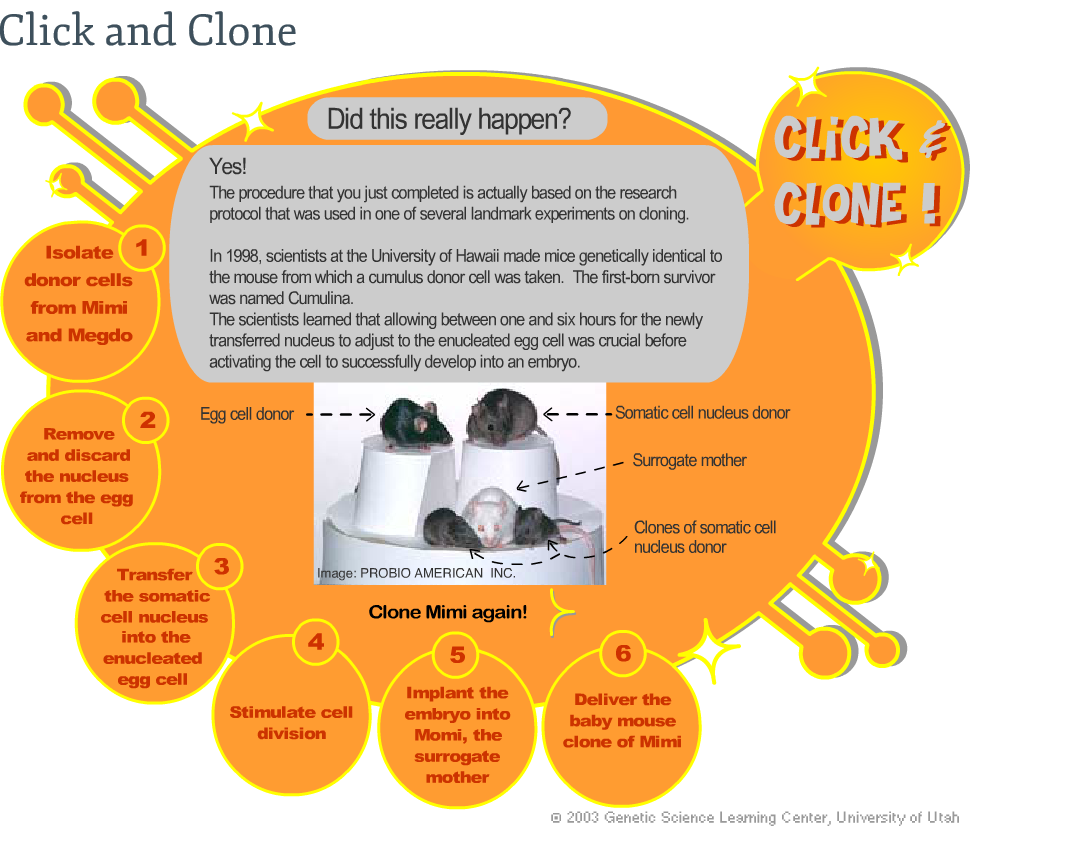 Click and Clone
CLiCK &
CLONE !
Did this really happen?
Yes!
The procedure that you just completed is actually based on the research
protocol that was used in one of several landmark experiments on cloning.
In 1998, scientists at the University of Hawaii made mice genetically identical to
the mouse from which a cumulus donor cell was taken.  The first-born survivor
was named Cumulina.
The scientists learned that allowing between one and six hours for the newly
transferred nucleus to adjust to the enucleated egg cell was crucial before
activating the cell to successfully develop into an embryo.
1
Isolate
donor cells
from Mimi
and Megdo
2
Remove
and discard
the nucleus
from the egg
cell
3
Transfer
the somatic
cell nucleus
into the
enucleated
egg cell
4
Stimulate cell
division
5
Implant the
embryo into
Momi, the
surrogate
mother
6
Deliver the
baby mouse
clone of Mimi
Egg cell donor
Somatic cell nucleus donor
Surrogate mother
Clones of somatic cell
nucleus donor
Image: PROBIO AMERICAN  INC.
Clone Mimi again!
© 2003 Genetic Science Learning Center, University of Utah